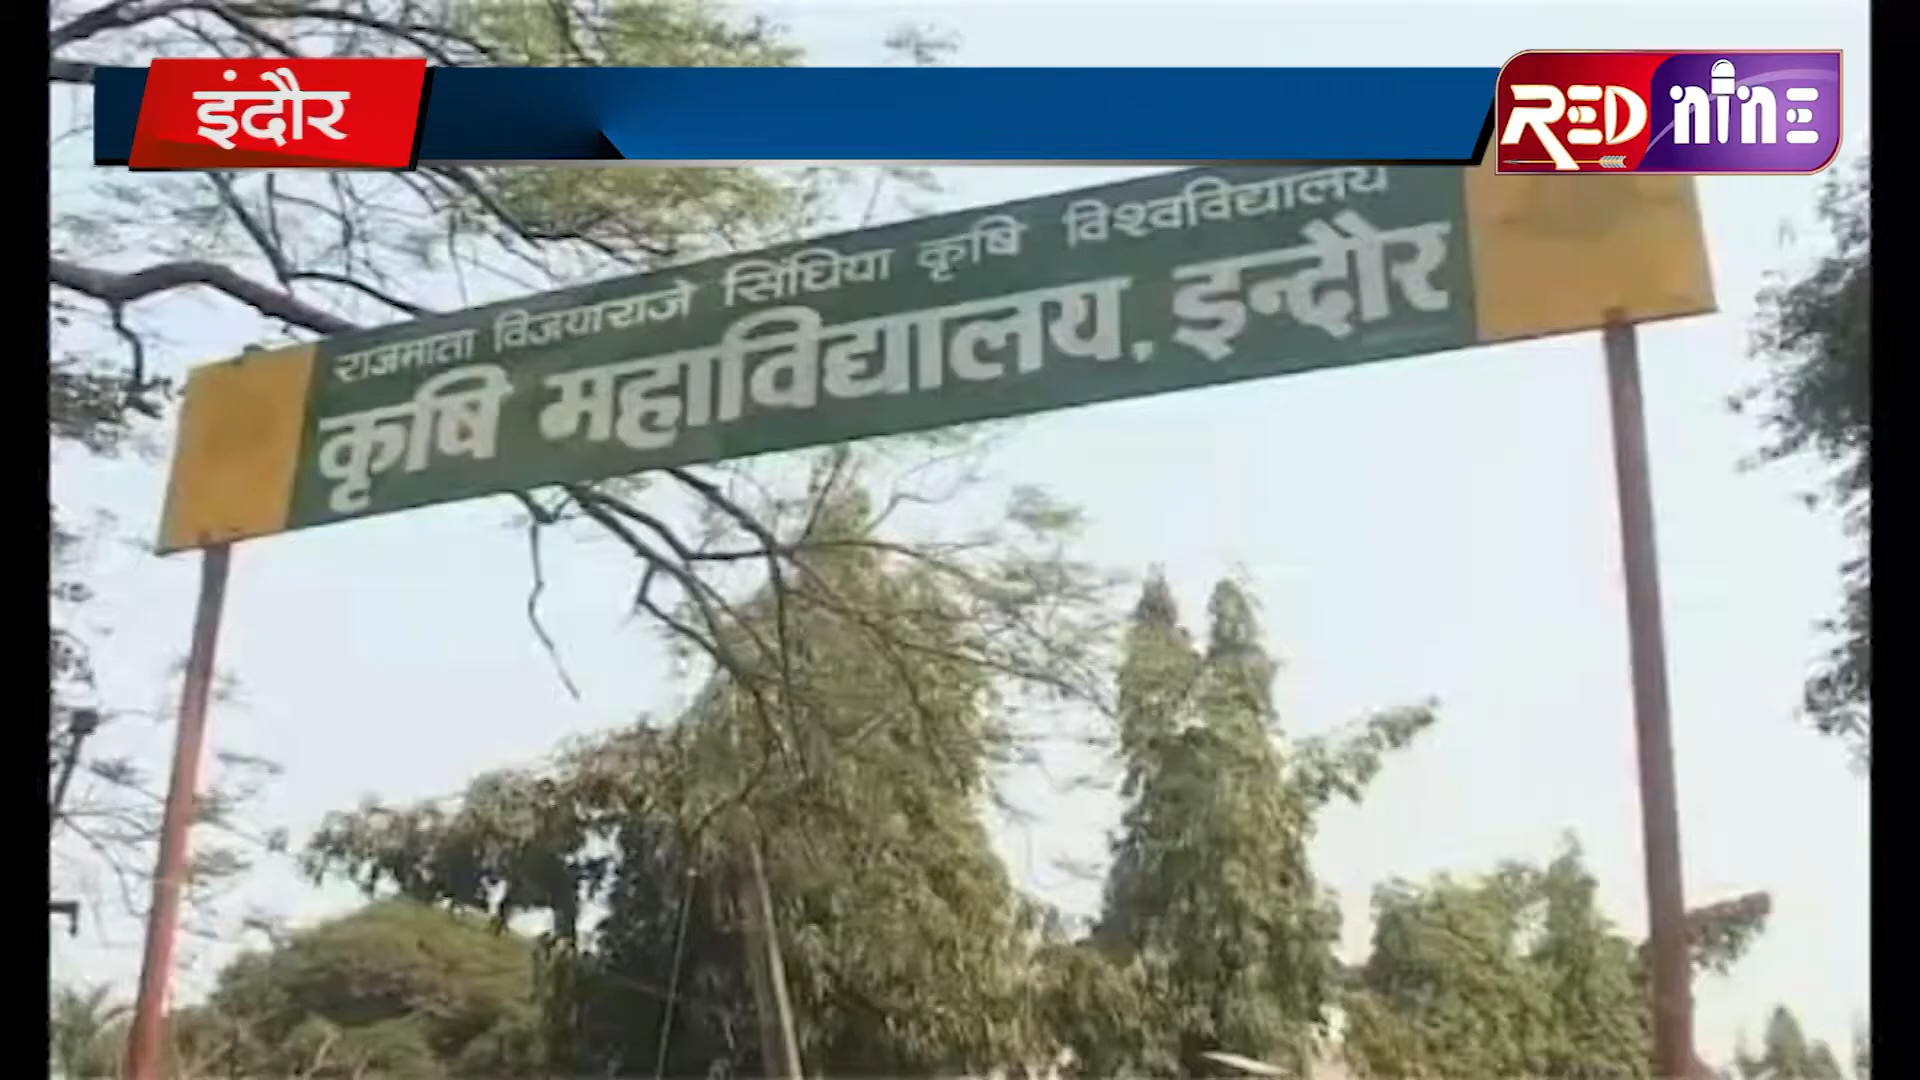 इंदौर
RED NINE
राजमाता विजयाराजे सिंधिया कृषि विश्वविद्यालय
कृषि महाविद्यालय, इन्दौर